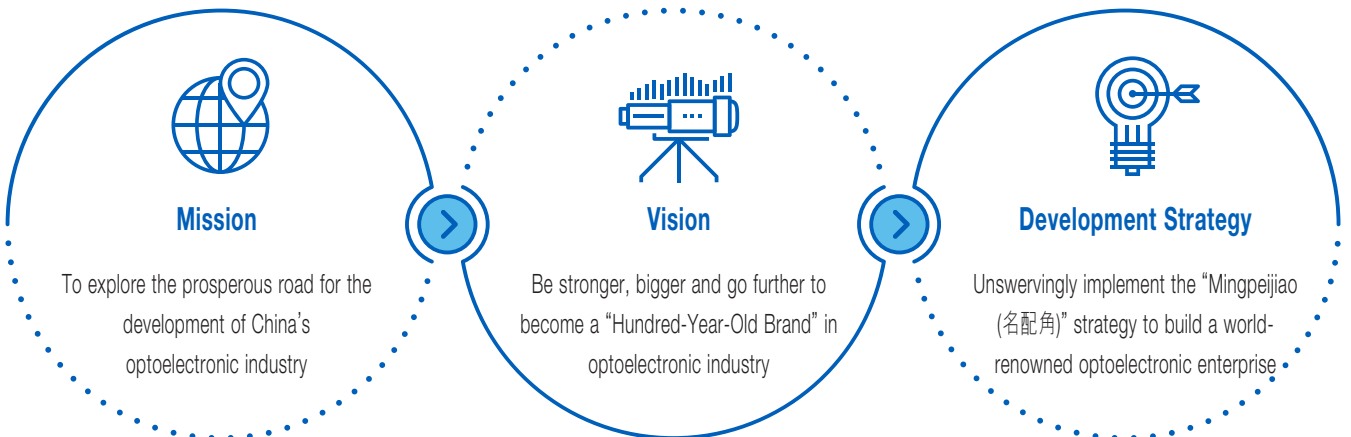 Mission
To explore the prosperous road for the
development of China’s
optoelectronic industry
Vision
Be stronger, bigger and go further to
become a “Hundred-Year-Old Brand” in
optoelectronic industry
Development Strategy
Unswervingly implement the “Mingpeijiao
(名配角)” strategy to build a world-
renowned optoelectronic enterprise